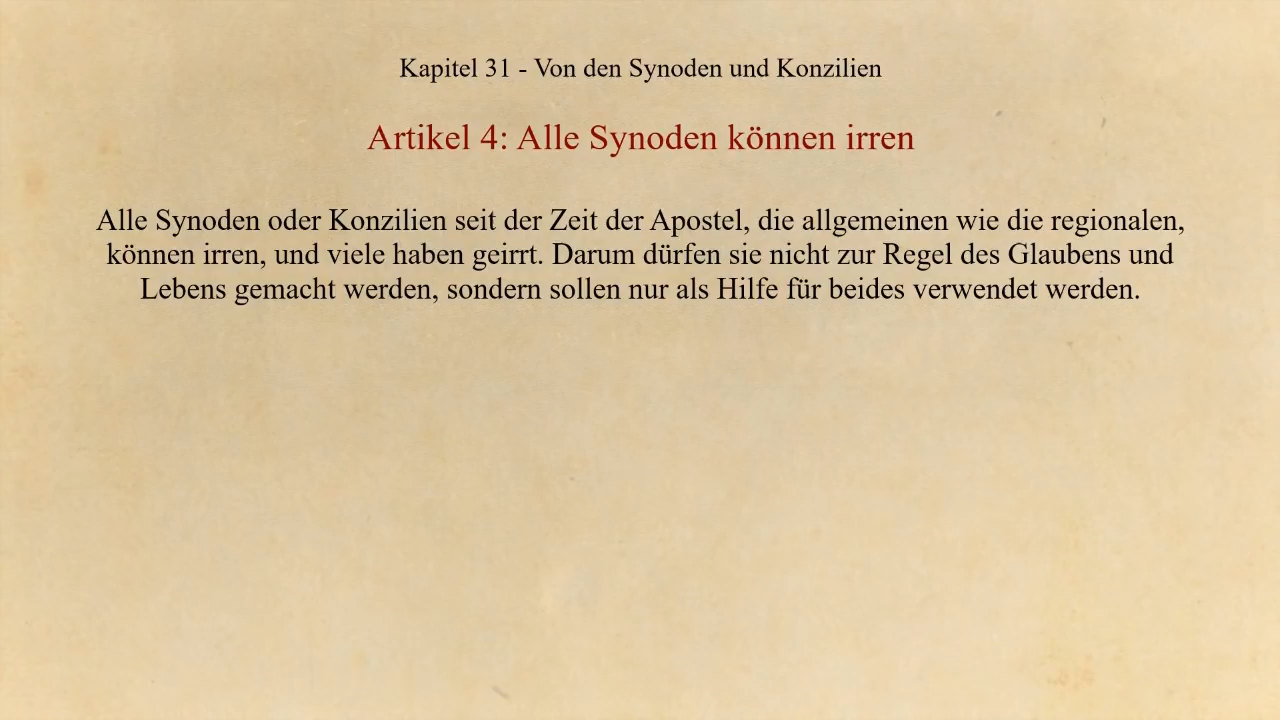 Kapitel 31 - Von den Synoden und Konzilien
Artikel 4: Alle Synoden können irren
Alle Synoden oder Konzilien seit der Zeit der Apostel, die allgemeinen wie die regionalen,
können irren, und viele haben geirrt. Darum dürfen sie nicht zur Regel des Glaubens und
Lebens gemacht werden, sondern sollen nur als Hilfe für beides verwendet werden.